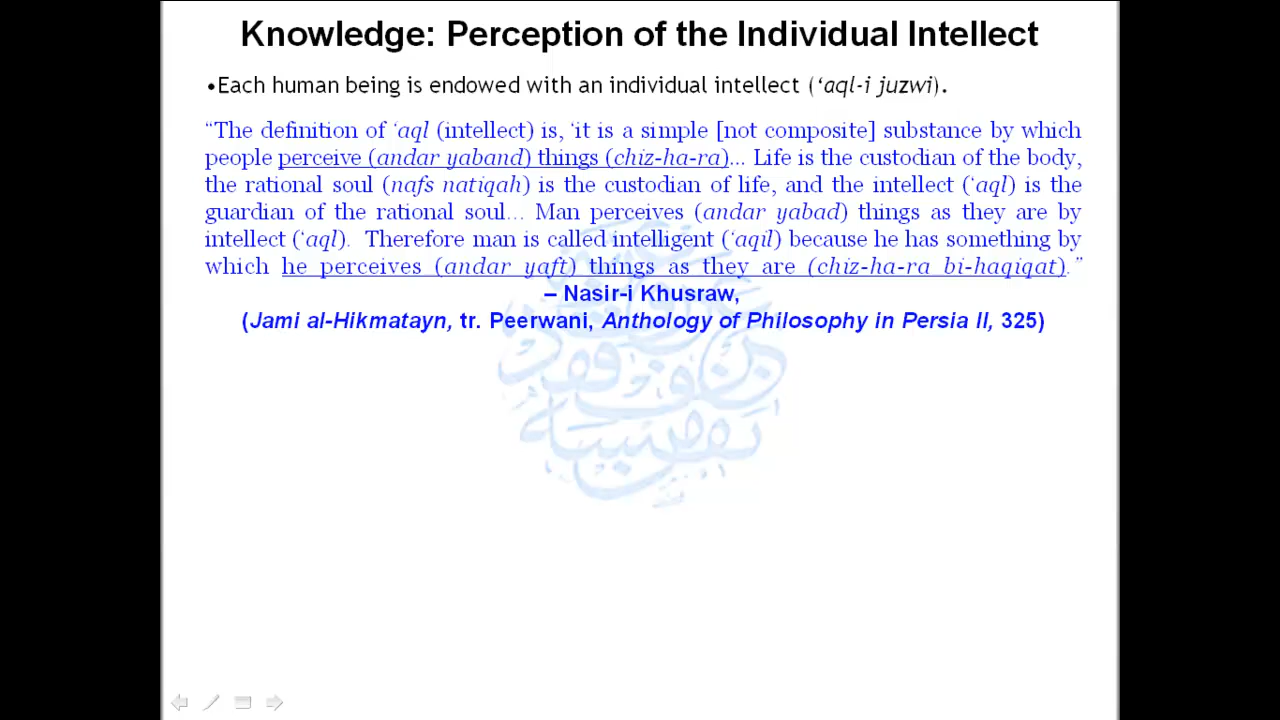 Knowledge: Perception of the Individual Intellect
•Each human being is endowed with an individual intellect (‘aql-i juzwi).
“The definition of ‘aql (intellect) is, ‘it is a simple [not composite] substance by which
people perceive (andar yaband) things (chiz-ha-ra)... Life is the custodian of the body,
the rational soul (nafs natiqah) is the custodian of life, and the intellect (‘aql) is the
guardian of the rational soul... Man perceives (andar yabad) things as they are by
intellect (‘aql).  Therefore man is called intelligent (‘aqil) because he has something by
which he perceives (andar yaft) things as they are (chiz-ha-ra bi-haqiqat).”
– Nasir-i Khusraw,
(Jami al-Hikmatayn, tr. Peerwani, Anthology of Philosophy in Persia II, 325)